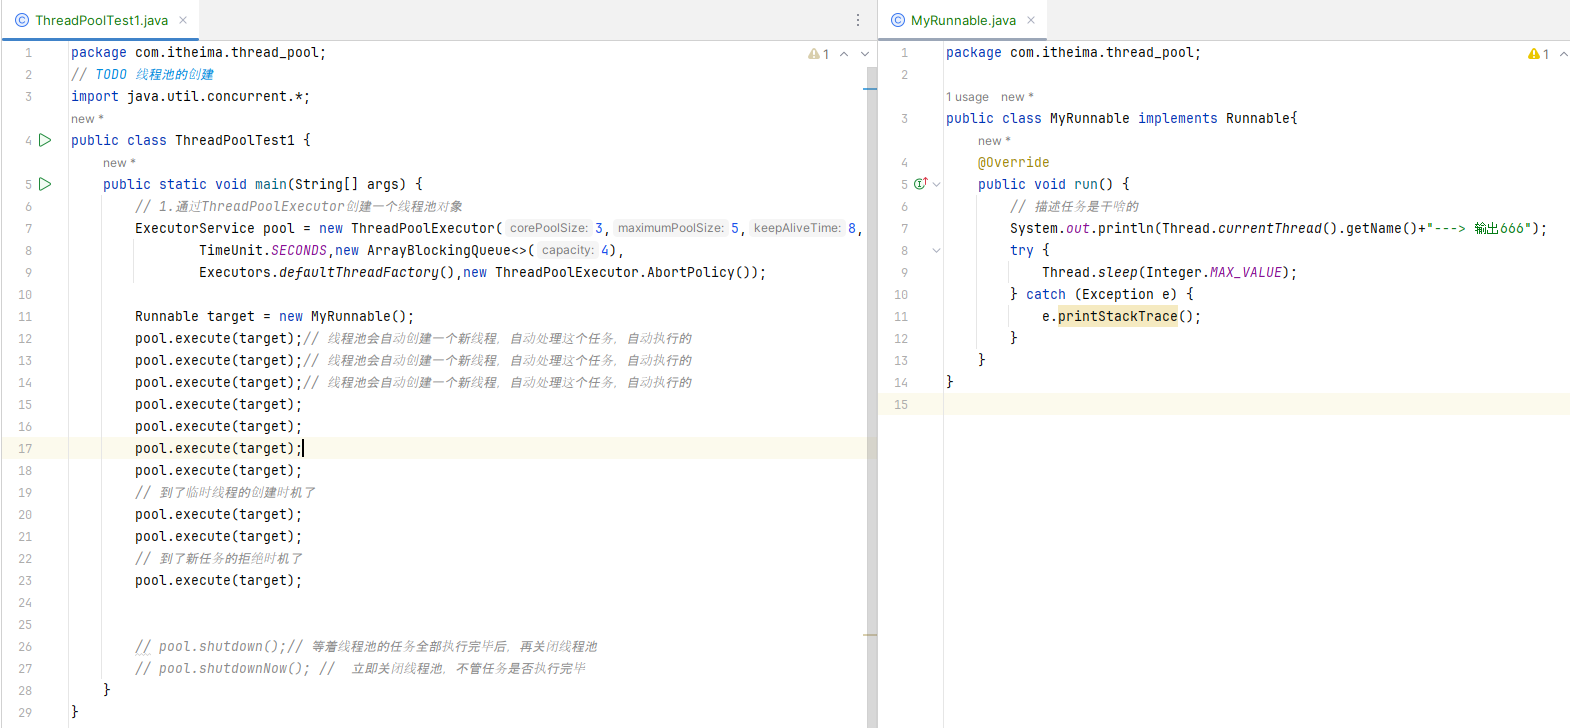 ThreadPoolTest1.java
1 package com.itheima.thread_pool;
1
2 // TODO 线程池的创建
3 import java.util.concurrent.*;
new *
4 public class ThreadPoolTest1 {
new *
5 public static void main(String[] args) {
6 // 1.通过ThreadPoolExecutor创建一个线程池对象
7 ExecutorService pool = new ThreadPoolExecutor( corePoolSize: 3, maximumPoolSize: 5, keepAliveTime: 8,
8 TimeUnit.SECONDS,new ArrayBlockingQueue<>( capacity: 4),
9 Executors.defaultThreadFactory(),new ThreadPoolExecutor.AbortPolicy());
10
11 Runnable target = new MyRunnable();
12 pool.execute(target);// 线程池会自动创建一个新线程，自动处理这个任务，自动执行的
13 pool.execute(target);// 线程池会自动创建一个新线程，自动处理这个任务，自动执行的
14 pool.execute(target);// 线程池会自动创建一个新线程，自动处理这个任务，自动执行的
15 pool.execute(target);
16 pool.execute(target);
17 pool.execute(target);
18 pool.execute(target);
19 // 到了临时线程的创建时机了
20 pool.execute(target);
21 pool.execute(target);
22 // 到了新任务的拒绝时机了
23 pool.execute(target);
24
25
26 // pool.shutdown();// 等着线程池的任务全部执行完毕后，再关闭线程池
27 // pool.shutdownNow(); // 立即关闭线程池，不管任务是否执行完毕
28 }
29 }
MyRunnable.java
1 package com.itheima.thread_pool;
1
2
1 usage new *
3 public class MyRunnable implements Runnable{
new *
4 @Override
5 public void run() {
6 // 描述任务是干啥的
7 System.out.println(Thread.currentThread().getName()+"---> 输出666");
8 try {
9 Thread.sleep(Integer.MAX_VALUE);
10 } catch (Exception e) {
11 e.printStackTrace();
12 }
13 }
14 }
15